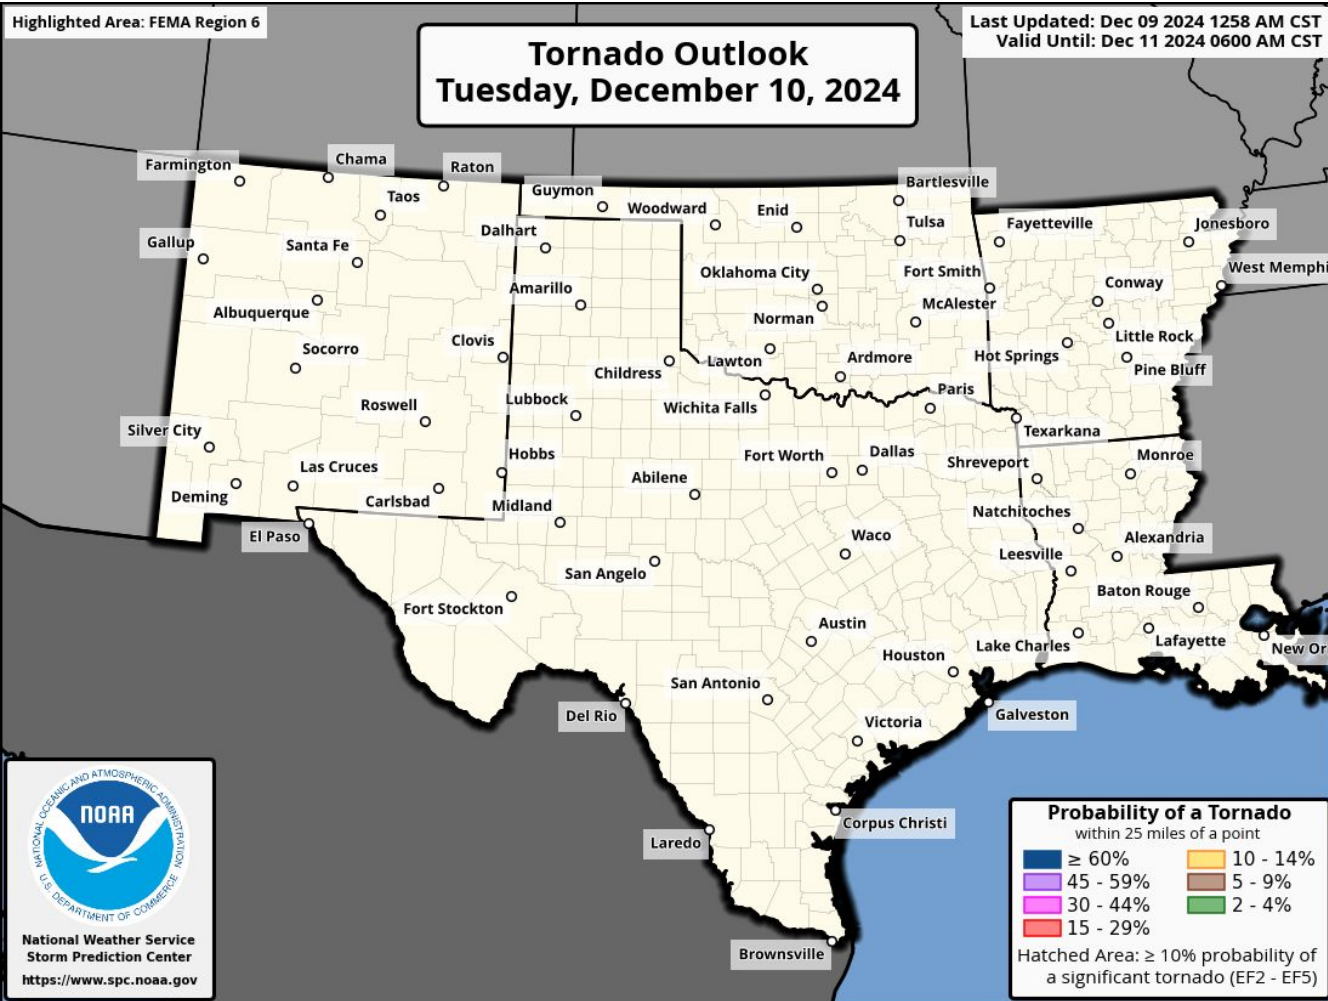 Highlighted Area: FEMA Region 6
Last Updated: Dec 09 2024 1258 AM CST
Valid Until: Dec 11 2024 0600 AM CST
Tornado Outlook
Tuesday, December 10, 2024
Farmington
Chama
Raton
Taos
Guymon
Woodward
Enid
Bartlesville
Tulsa
Fayetteville
Jonesboro
Gallup
Santa Fe
Dalhart
Oklahoma City
Fort Smith
West Memphi
Albuquerque
Amarillo
Norman
McAlester
Conway
Socorro
Clovis
Childress
Lawton
Ardmore
Hot Springs
Little Rock
Pine Bluff
Roswell
Lubbock
Wichita Falls
Paris
Texarkana
Silver City
Las Cruces
Hobbs
Abilene
Fort Worth
Dallas
Shreveport
Monroe
Deming
Carlsbad
Midland
Natchitoches
El Paso
Waco
Leesville
Alexandria
San Angelo
Fort Stockton
Baton Rouge
Austin
Houston
Lake Charles
Lafayette
New Or
San Antonio
Del Rio
Victoria
Galveston
Corpus Christi
Laredo
Brownsville
NATIONAL OCEANIC AND ATMOSPHERIC ADMINISTRATION
NOAA
U.S. DEPARTMENT OF COMMERCE
National Weather Service
Storm Prediction Center
https://www.spc.noaa.gov
Probability of a Tornado
within 25 miles of a point
≥ 60%
10 - 14%
45 - 59%
5 - 9%
30 - 44%
2 - 4%
15 - 29%
Hatched Area: ≥ 10% probability of
a significant tornado (EF2 - EF5)